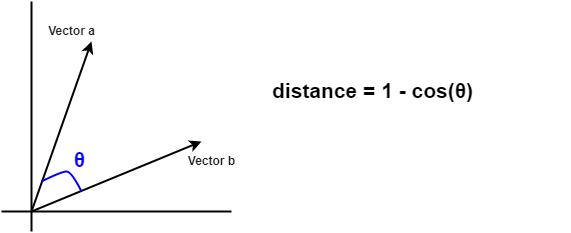 Vector a
θ
distance = 1 - cos(θ)
Vector b